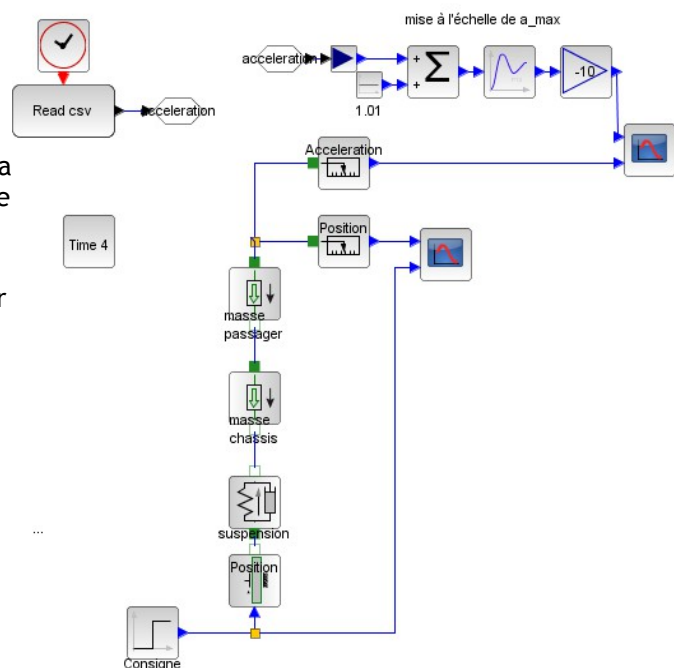 mise à l'échelle de a_max
acceleration
+
+
Σ
-10
1.01
Read csv
acceleration
a
e
Acceleration
Time 4
Position
r
masse
passager
masse
chassis
...
suspension
Position
Consigne